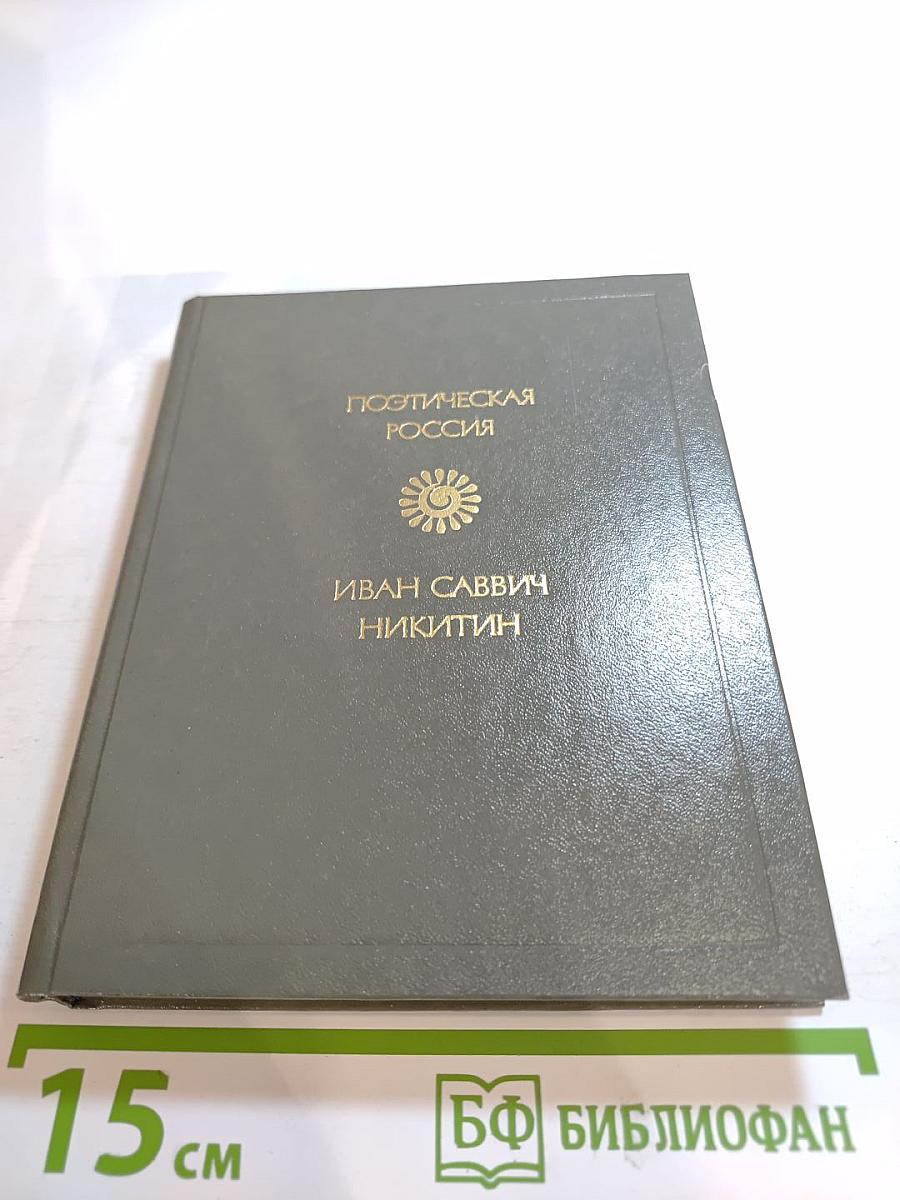 ПОЭТИЧЕСКАЯ
РОССИЯ
ИВАН САВВИЧ
НИКИТИН
15 см
БФ БИБЛИОФАН